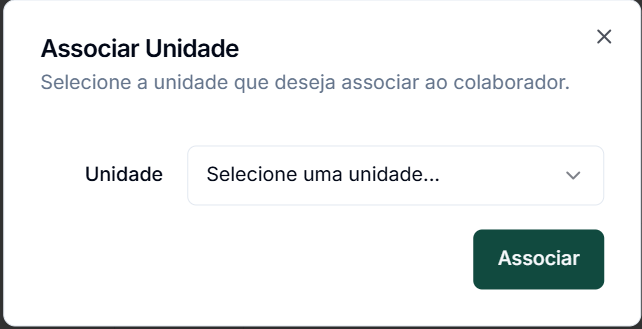 Associar Unidade
Selecione a unidade que deseja associar ao colaborador.
Unidade
Selecione uma unidade...
Associar